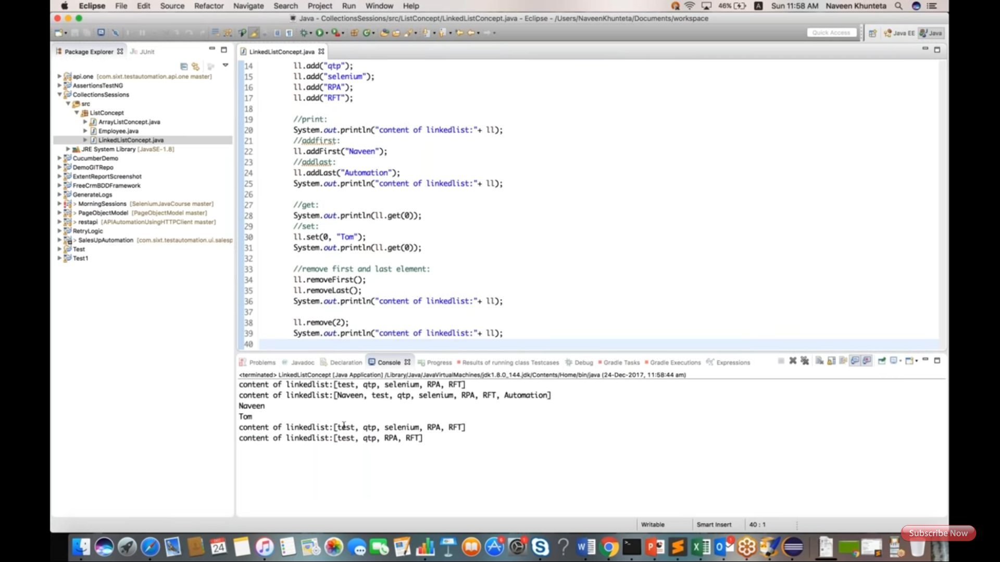 Eclipse File Edit Source Refactor Navigate Search Project Run Window Help 46% A Sun 11:58 AM Naveen Khunteta
Java - CollectionsSessions/src/ListConcept/LinkedListConcept.java - Eclipse - /Users/NaveenKhunteta/Documents/workspace
Quick Access Java EE Java
Package Explorer JUnit
api.one [com.sixt.testautomation.api.one master]
AssertionsTestNG
CollectionsSessions
src
ListConcept
ArrayListConcept.java
Employee.java
LinkedListConcept.java
JRE System Library [JavaSE-1.8]
CucumberDemo
DemoGITRepo
ExtentReportScreenshot
FreeCrmBDDFramework
GenerateLogs
> MorningSessions [SeleniumJavaCourse master]
> PageObjectModel [PageObjectModel master]
> restapi [APIAutomationUsingHTTPClient master]
RetryLogic
> SalesUpAutomation [com.sixt.testautomation.ui.salesp
Test
Test1
LinkedListConcept.java
14 ll.add("qtp");
15 ll.add("selenium");
16 ll.add("RPA");
17 ll.add("RFT");
18
19 //print:
20 System.out.println("content of linkedlist:"+ ll);
21 //addfirst:
22 ll.addFirst("Naveen");
23 //addlast:
24 ll.addLast("Automation");
25 System.out.println("content of linkedlist:"+ ll);
26
27 //get:
28 System.out.println(ll.get(0));
29 //set:
30 ll.set(0, "Tom");
31 System.out.println(ll.get(0));
32
33 //remove first and last element:
34 ll.removeFirst();
35 ll.removeLast();
36 System.out.println("content of linkedlist:"+ ll);
37
38 ll.remove(2);
39 System.out.println("content of linkedlist:"+ ll);
40
Problems Javadoc Declaration Console Progress Results of running class Testcases Debug Gradle Tasks Gradle Executions Expressions
<terminated> LinkedListConcept [Java Application] /Library/Java/JavaVirtualMachines/jdk1.8.0_144.jdk/Contents/Home/bin/java (24-Dec-2017, 11:58:44 am)
content of linkedlist:[test, qtp, selenium, RPA, RFT]
content of linkedlist:[Naveen, test, qtp, selenium, RPA, RFT, Automation]
Naveen
Tom
content of linkedlist:[test, qtp, selenium, RPA, RFT]
content of linkedlist:[test, qtp, RPA, RFT]
Writable Smart Insert 40 : 1
Subscribe Now
24